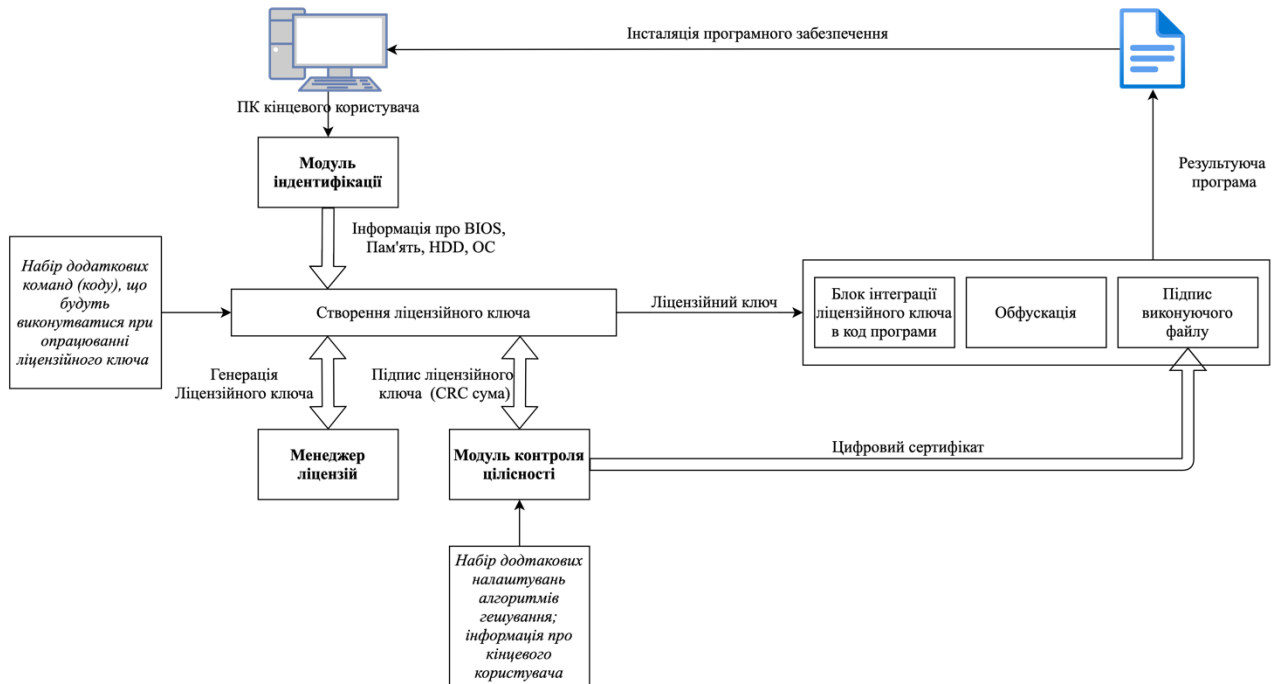 Інсталяція програмного забезпечення
ПК кінцевого користувача
Модуль
індентифікації
Результуюча
програма
Інформація про BIOS,
Пам'ять, HDD, ОС
Набір додаткових
команд (коду), що
будуть
виконутватися при
опрацюванні
ліцензійного ключа
Створення ліцензійного ключа
Ліцензійний ключ
Блок інтеграції
ліцензійного ключа
в код програми
Обфускація
Підпис
виконуючого
файлу
Генерація
Ліцензійного ключа
Підпис ліцензійного
ключа (CRC сума)
Менеджер
ліцензій
Модуль контроля
цілісності
Цифровий сертифікат
Набір додтакових
налаштувань
алгоритмів
гешування;
інформація про
кінцевого
користувача